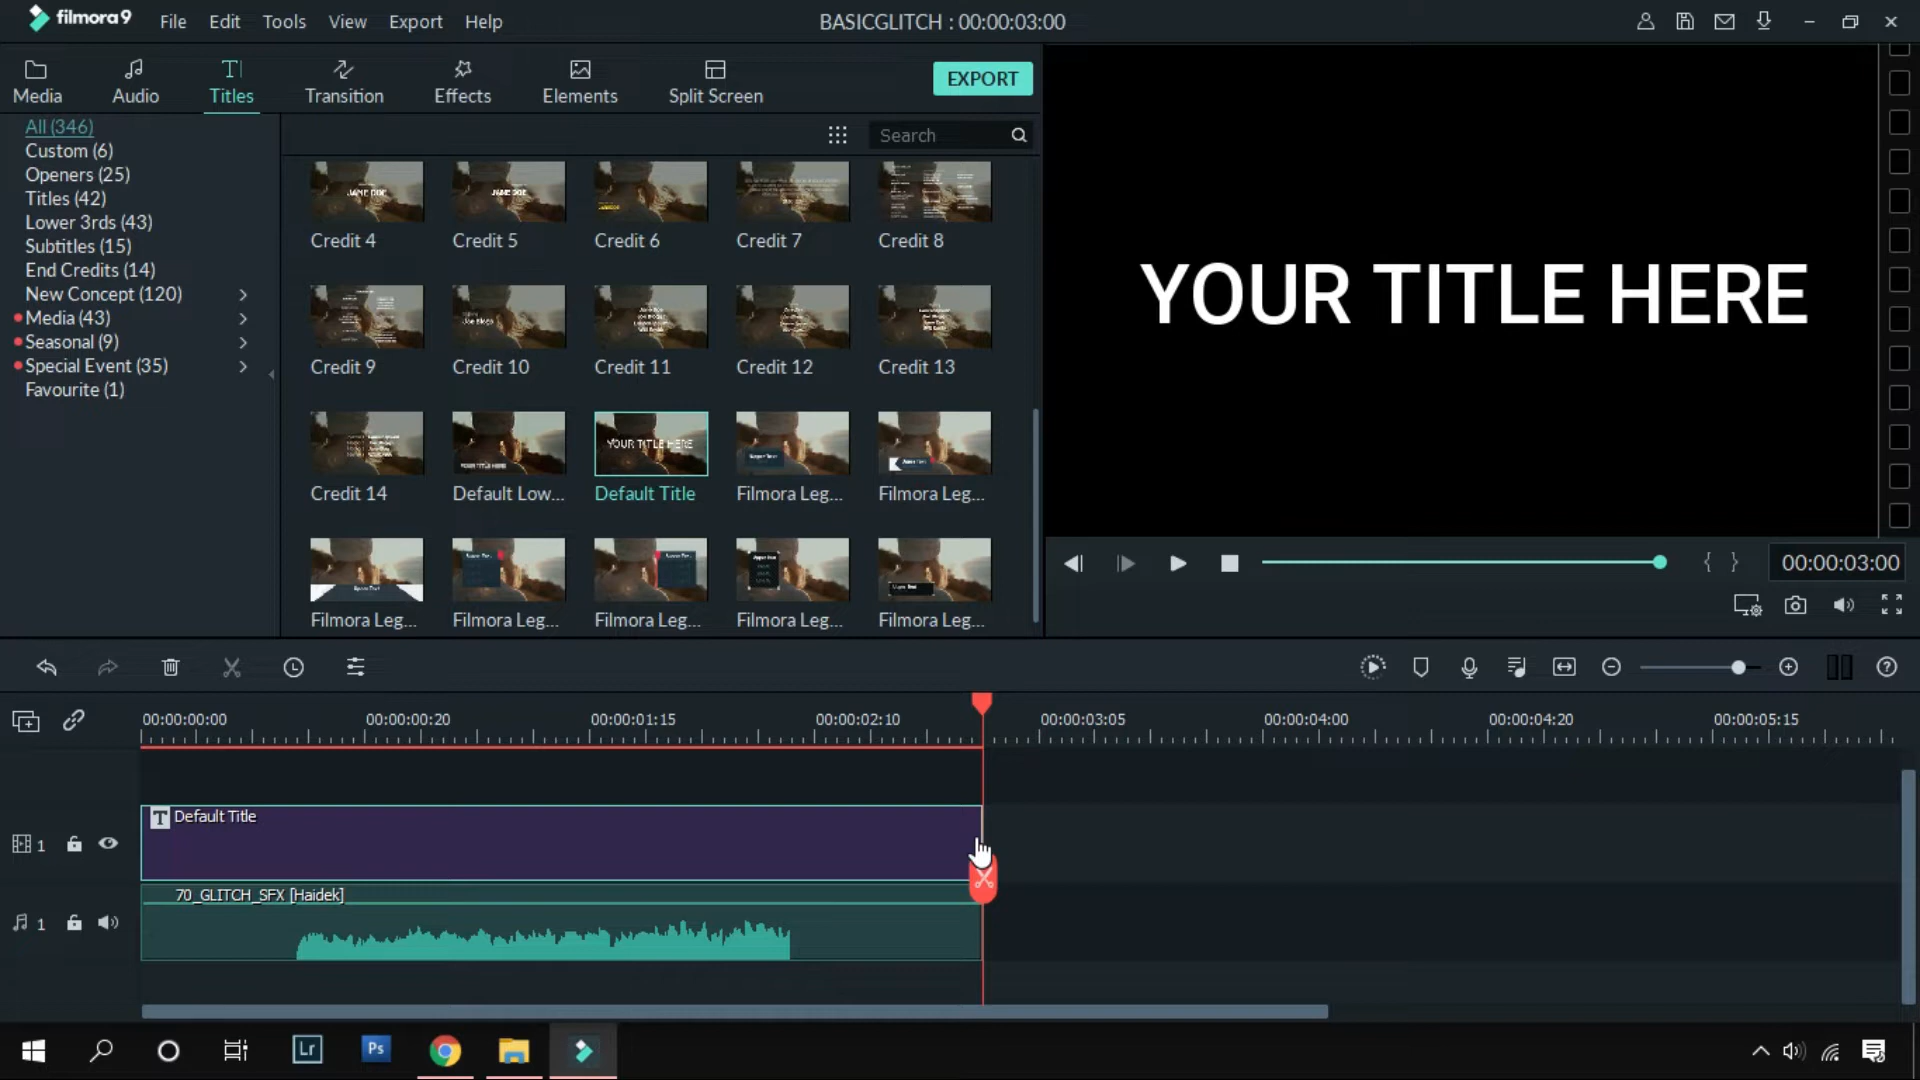 filmora9 File Edit Tools View Export Help BASICGLITCH : 00:00:03:00
Media Audio Titles Transition Effects Elements Split Screen EXPORT
Search
All (346)
Custom (6)
Openers (25)
Titles (42)
Lower 3rds (43)
Subtitles (15)
End Credits (14)
New Concept (120)
Media (43)
Seasonal (9)
Special Event (35)
Favourite (1)
JANE DOE JANE DOE
Credit 4 Credit 5 Credit 6 Credit 7 Credit 8
Credit 9 Credit 10 Credit 11 Credit 12 Credit 13
YOUR TITLE HERE YOUR TITLE HERE
Credit 14 Default Low... Default Title Filmora Leg... Filmora Leg...
Filmora Leg... Filmora Leg... Filmora Leg... Filmora Leg... Filmora Leg...
YOUR TITLE HERE
00:00:03:00
00:00:00:00 00:00:00:20 00:00:01:15 00:00:02:10 00:00:03:05 00:00:04:00 00:00:04:20 00:00:05:15
T Default Title
1
70_GLITCH_SFX [Haidek]
1
Lr Ps